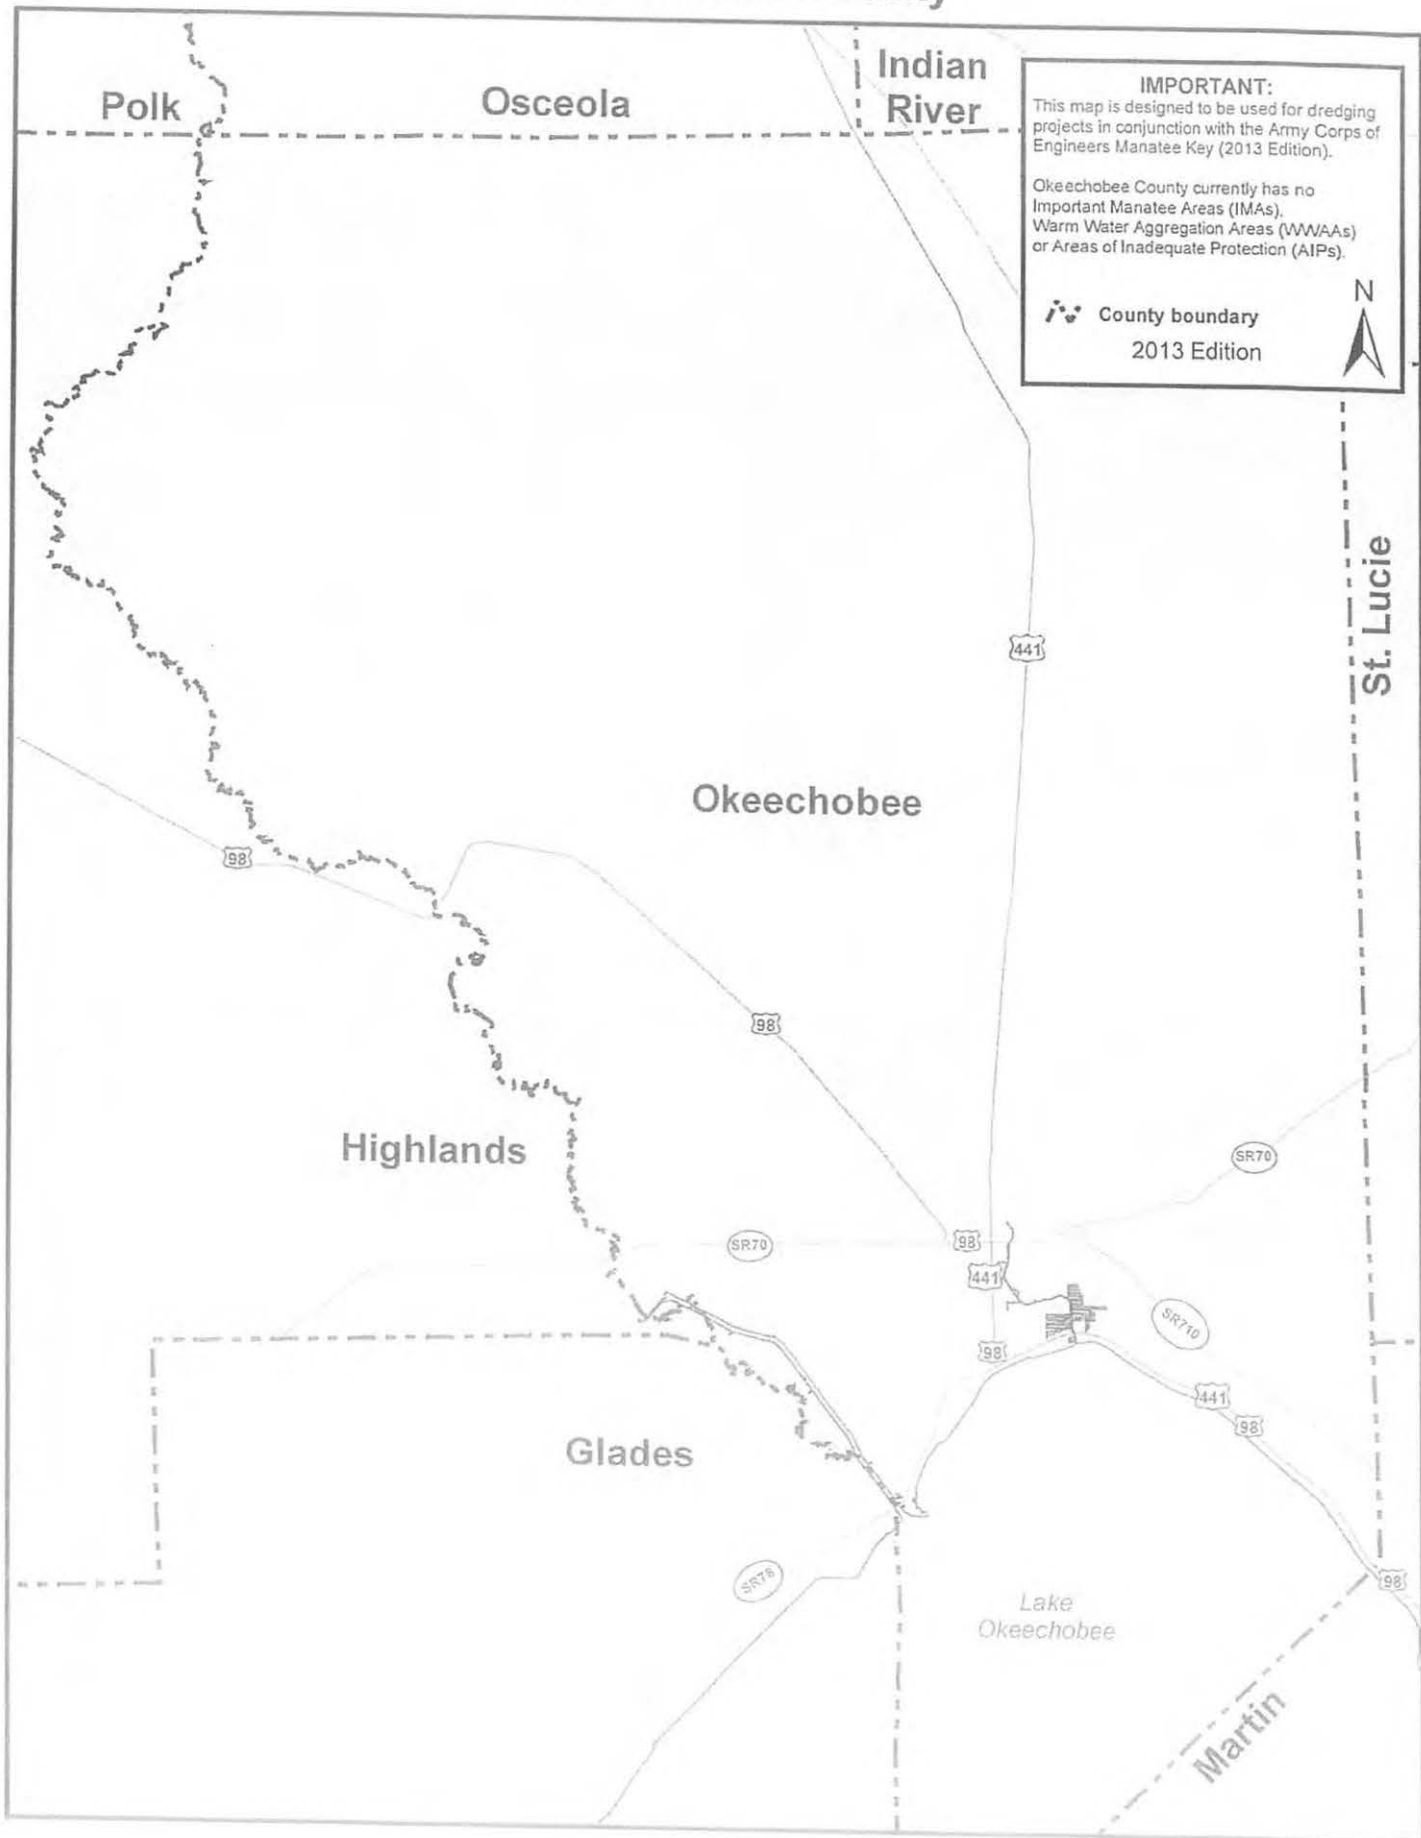 Polk
Osceola
Indian
River
IMPORTANT:
This map is designed to be used for dredging
projects in conjunction with the Army Corps of
Engineers Manatee Key (2013 Edition).
Okeechobee County currently has no
Important Manatee Areas (IMAs),
Warm Water Aggregation Areas (WWAAs)
or Areas of Inadequate Protection (AIPs).
County boundary
N
2013 Edition
441
St. Lucie
Okeechobee
98
98
Highlands
SR70
SR70
98
441
SR710
98
441
98
Glades
SR78
98
Lake
Okeechobee
Martin